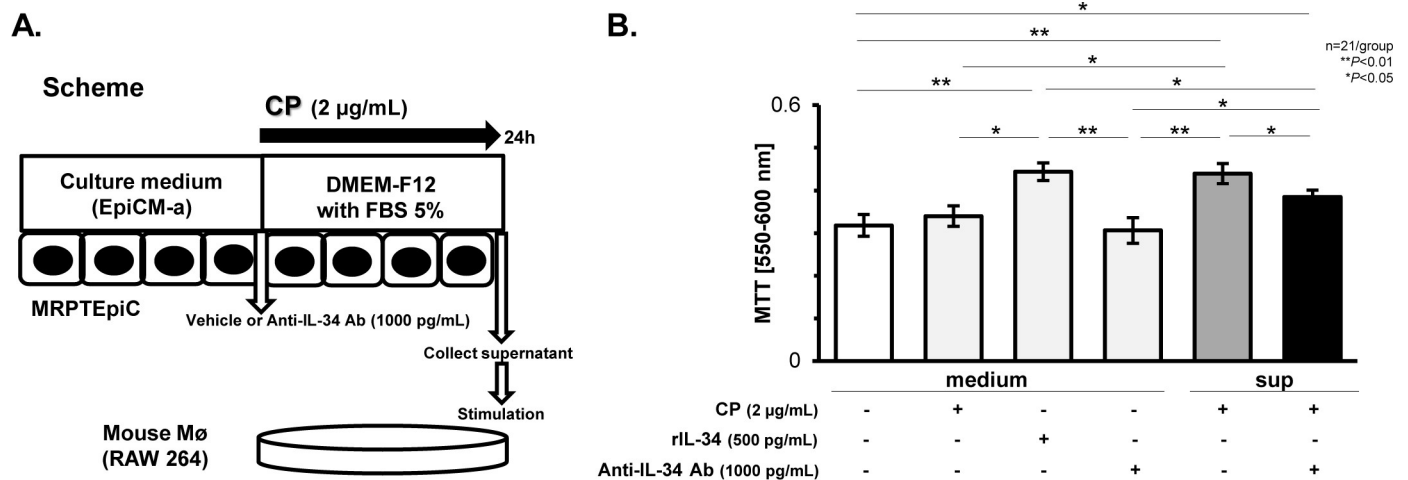 A.
Scheme
CP (2 µg/mL)
24h
Culture medium
(EpiCM-a)
DMEM-F12
with FBS 5%
MRPTEpiC
Vehicle or Anti-IL-34 Ab (1000 pg/mL)
Collect supernatant
Stimulation
Mouse Mø
(RAW 264)
B.
n=21/group
**P<0.01
*P<0.05
*
**
*
** *
*
* ** ** *
MTT [550-600 nm]
0.6
0
medium sup
CP (2 µg/mL) - + - - + +
rIL-34 (500 pg/mL) - - + - - -
Anti-IL-34 Ab (1000 pg/mL) - - - + - +